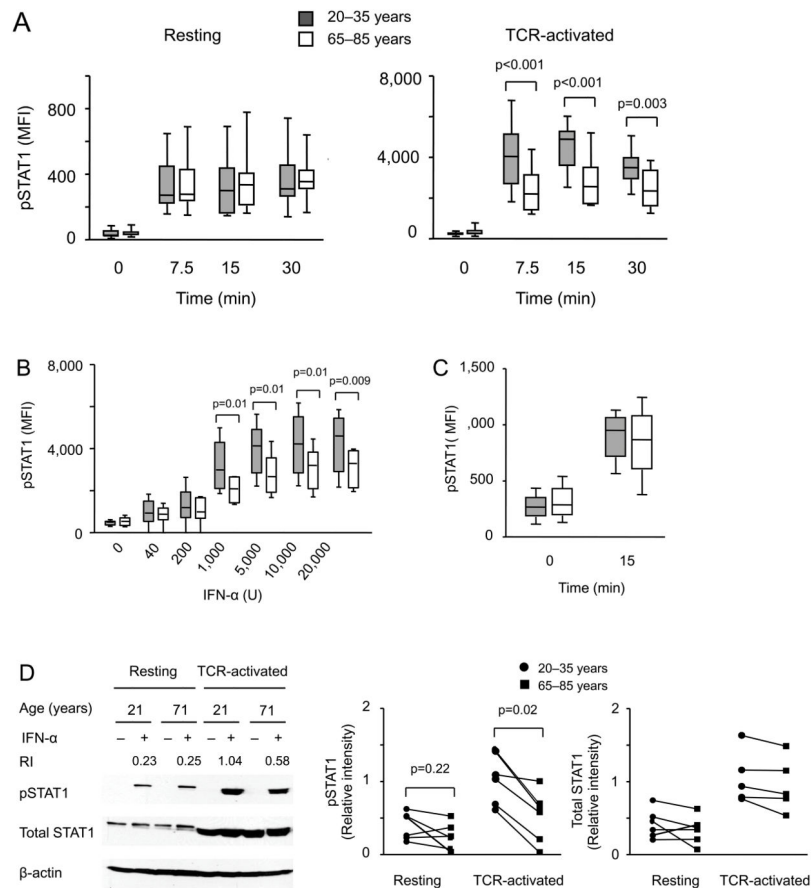 A
Resting
20–35 years
65–85 years
TCR-activated
pSTAT1 (MFI)
800
400
0
0 7.5 15 30
Time (min)
8,000
4,000
0
p<0.001
p<0.001
p=0.003
0 7.5 15 30
Time (min)
B
pSTAT1 (MFI)
8,000
4,000
0
p=0.01
p=0.01
p=0.01
p=0.009
0 40 200 1,000 5,000 10,000 20,000
IFN-α (U)
C
pSTAT1( MFI)
1,500
,000
500
0
0 15
Time (min)
D
Resting TCR-activated
Age (years) 21 71 21 71
IFN-α – + – + – + – +
RI 0.23 0.25 1.04 0.58
pSTAT1
Total STAT1
β-actin
20–35 years
65–85 years
pSTAT1
(Relative intensity)
2
1
0
p=0.22
p=0.02
Resting TCR-activated
Total STAT1
(Relative intensity)
2
1
0
Resting TCR-activated